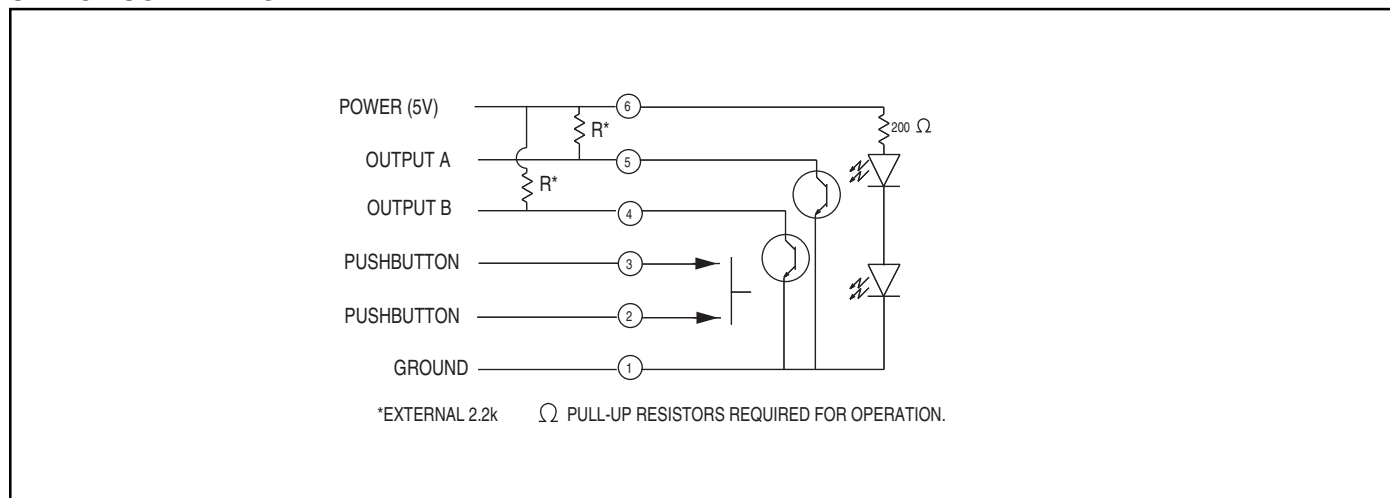 POWER (5V)
6
R*
200 Ω
OUTPUT A
5
R*
OUTPUT B
4
PUSHBUTTON
3
PUSHBUTTON
2
GROUND
1
*EXTERNAL 2.2k Ω PULL-UP RESISTORS REQUIRED FOR OPERATION.